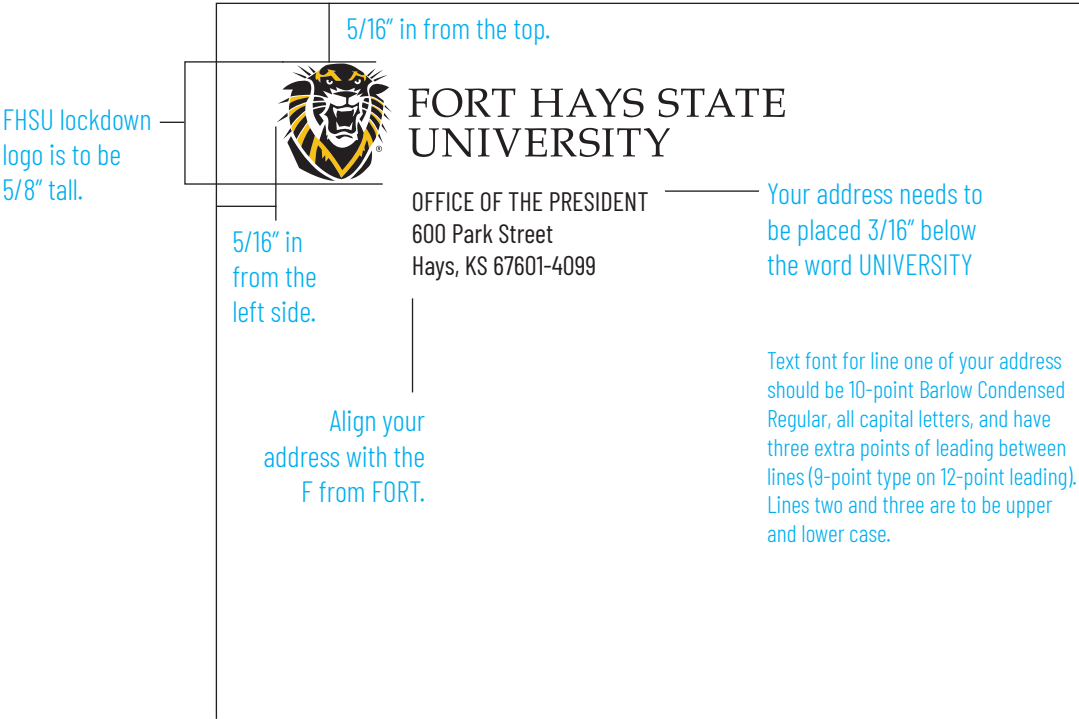 5/16” in from the top.
FHSU lockdown
logo is to be
5/8” tall.
®
FORT HAYS STATE
UNIVERSITY
OFFICE OF THE PRESIDENT
600 Park Street
Hays, KS 67601-4099
Your address needs to
be placed 3/16” below
the word UNIVERSITY
5/16” in
from the
left side.
Align your
address with the
F from FORT.
Text font for line one of your address
should be 10-point Barlow Condensed
Regular, all capital letters, and have
three extra points of leading between
lines (9-point type on 12-point leading).
Lines two and three are to be upper
and lower case.